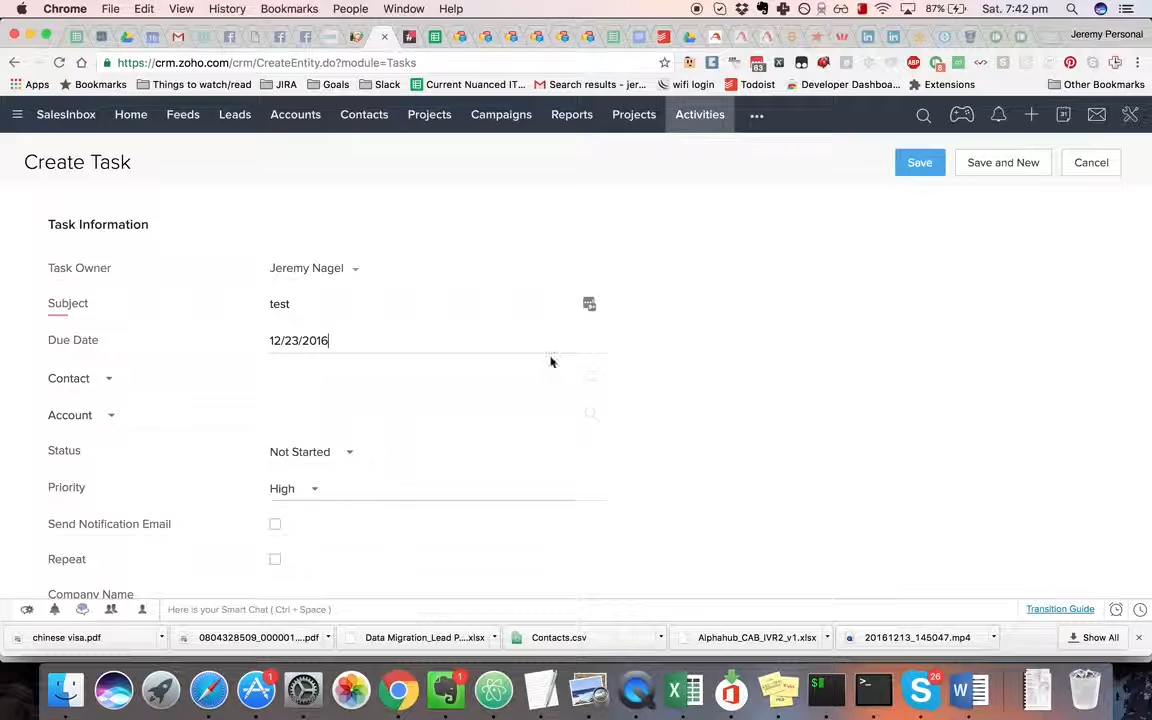 Chrome File Edit View History Bookmarks People Window Help 87% Sat. 7:42 pm
Jeremy Personal
https://crm.zoho.com/crm/CreateEntity.do?module=Tasks
Apps Bookmarks Things to watch/read JIRA Goals Slack Current Nuanced IT... Search results - jer... wifi login Todoist Developer Dashboa... Extensions Other Bookmarks
SalesInbox Home Feeds Leads Accounts Contacts Projects Campaigns Reports Projects Activities
Create Task Save Save and New Cancel
Task Information
Task Owner Jeremy Nagel
Subject test
Due Date 12/23/2016
Contact
Account
Status Not Started
Priority High
Send Notification Email
Repeat
Company Name
Here is your Smart Chat ( Ctrl + Space ) Transition Guide
chinese visa.pdf 0804328509_000001....pdf Data Migration_Lead P....xlsx Contacts.csv Alphahub_CAB_IVR2_v1.xlsx 20161213_145047.mp4 Show All
1 1 26